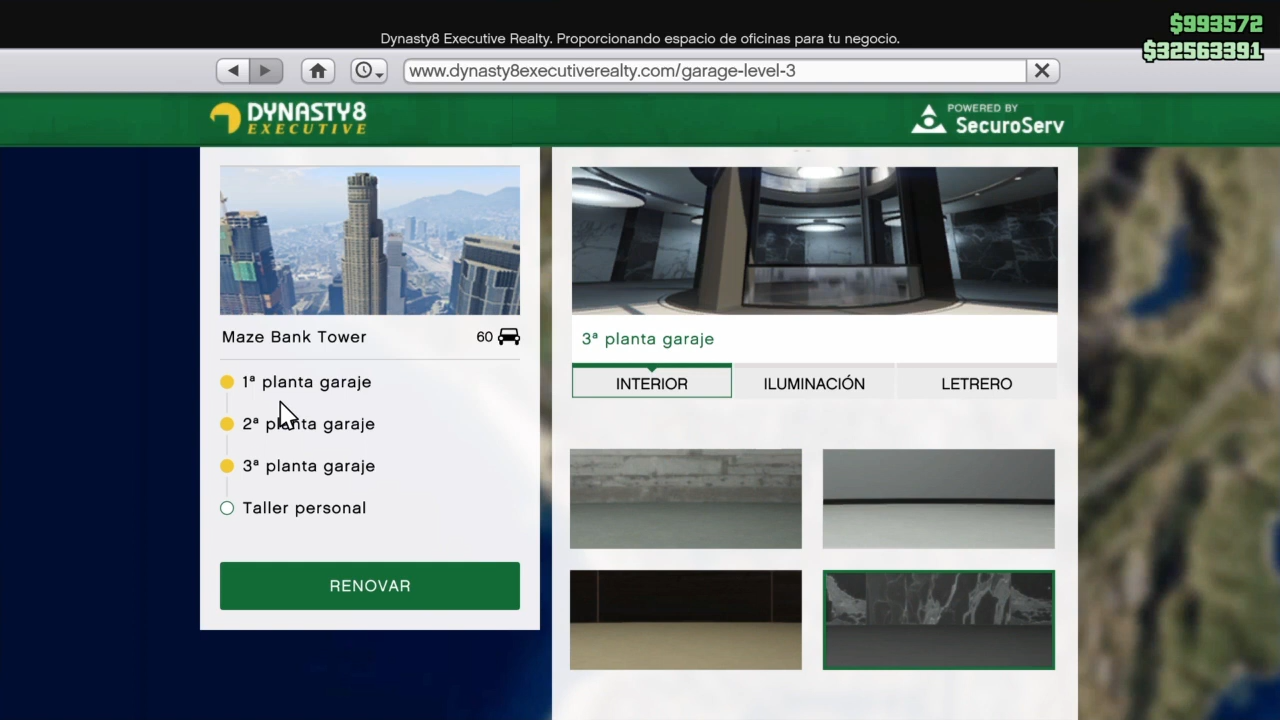 $993572
Dynasty8 Executive Realty. Proporcionando espacio de oficinas para tu negocio.
$32563391
www.dynasty8executiverealty.com/garage-level-3
DYNASTY8
EXECUTIVE
POWERED BY
SecuroServ
Maze Bank Tower
60
1ª planta garaje
2ª planta garaje
3ª planta garaje
Taller personal
RENOVAR
3ª planta garaje
INTERIOR
ILUMINACIÓN
LETRERO